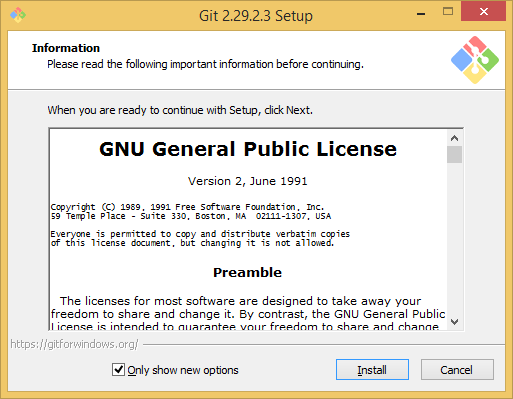 Git 2.29.2.3 Setup
Information
Please read the following important information before continuing.
When you are ready to continue with Setup, click Next.
GNU General Public License
Version 2, June 1991
Copyright (C) 1989, 1991 Free Software Foundation, Inc.
59 Temple Place - Suite 330, Boston, MA  02111-1307, USA
Everyone is permitted to copy and distribute verbatim copies
of this license document, but changing it is not allowed.
Preamble
The licenses for most software are designed to take away your
freedom to share and change it. By contrast, the GNU General Public
License is intended to guarantee your freedom to share and change
https://gitforwindows.org/
Only show new options
Install
Cancel